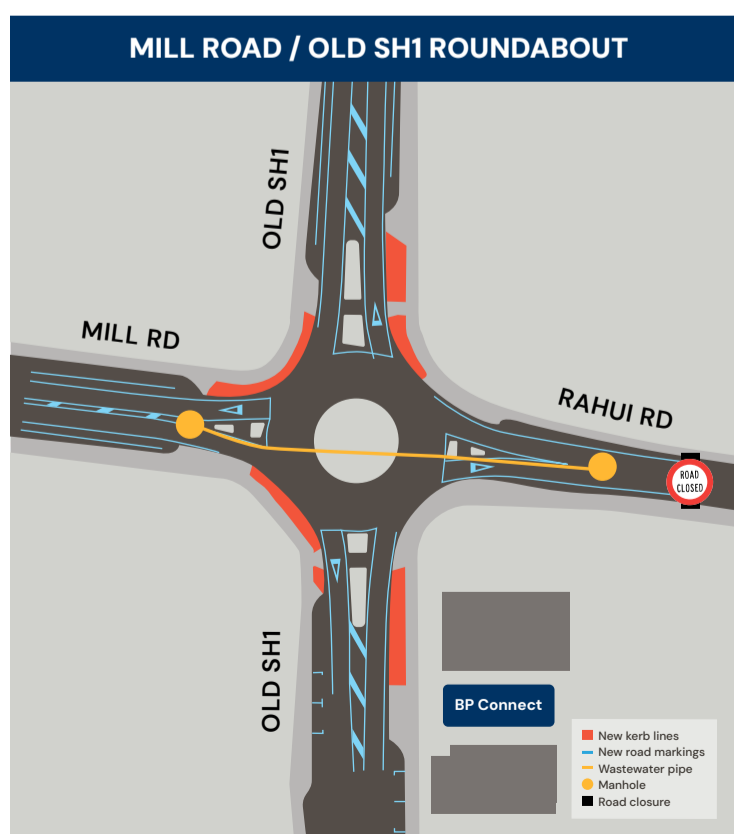 MILL ROAD / OLD SH1 ROUNDABOUT
OLD SH1
MILL RD
RAHUI RD
ROAD
CLOSED
OLD SH1
BP Connect
New kerb lines
New road markings
Wastewater pipe
Manhole
Road closure